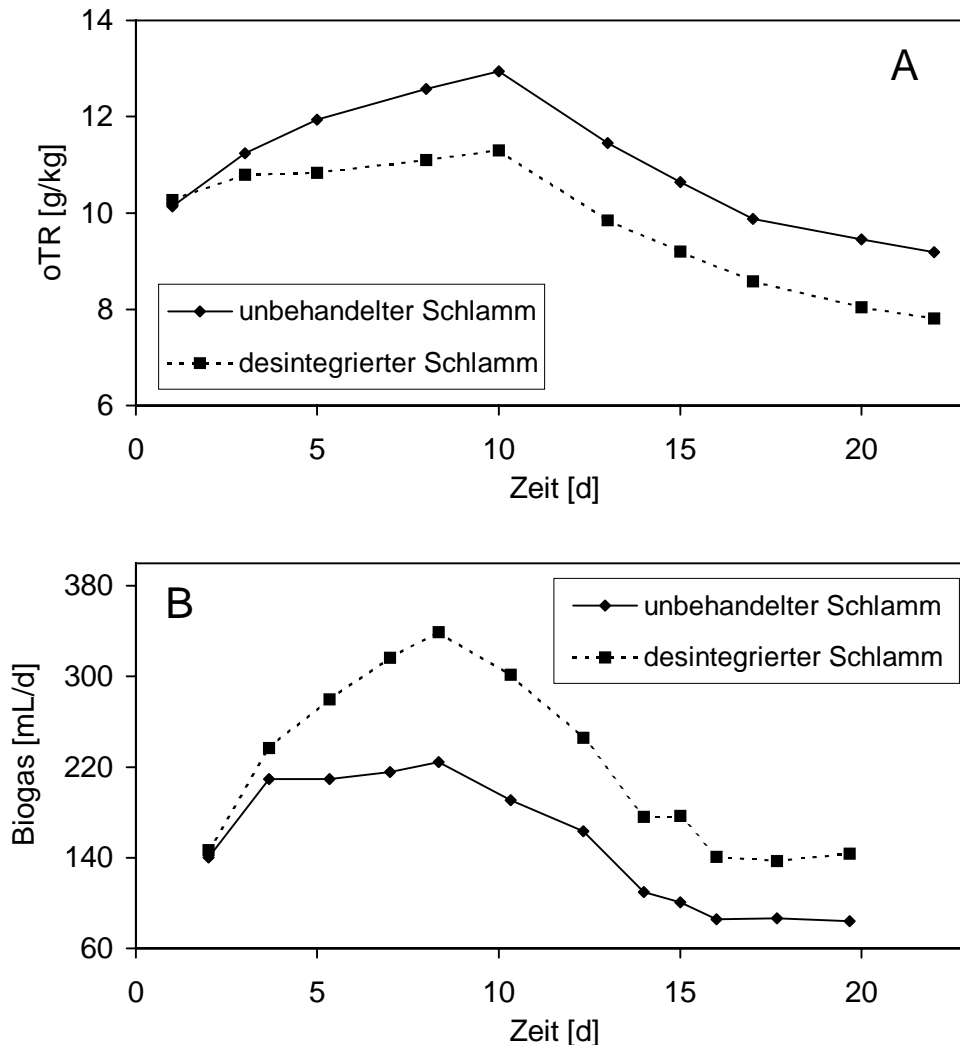 14
A
12
oTR [g/kg]
10
unbehandelter Schlamm
8
desintegrierter Schlamm
6
0 5 10 15 20
Zeit [d]
380
B
unbehandelter Schlamm
desintegrierter Schlamm
300
Biogas [mL/d]
220
140
60
0 5 10 15 20
Zeit [d]